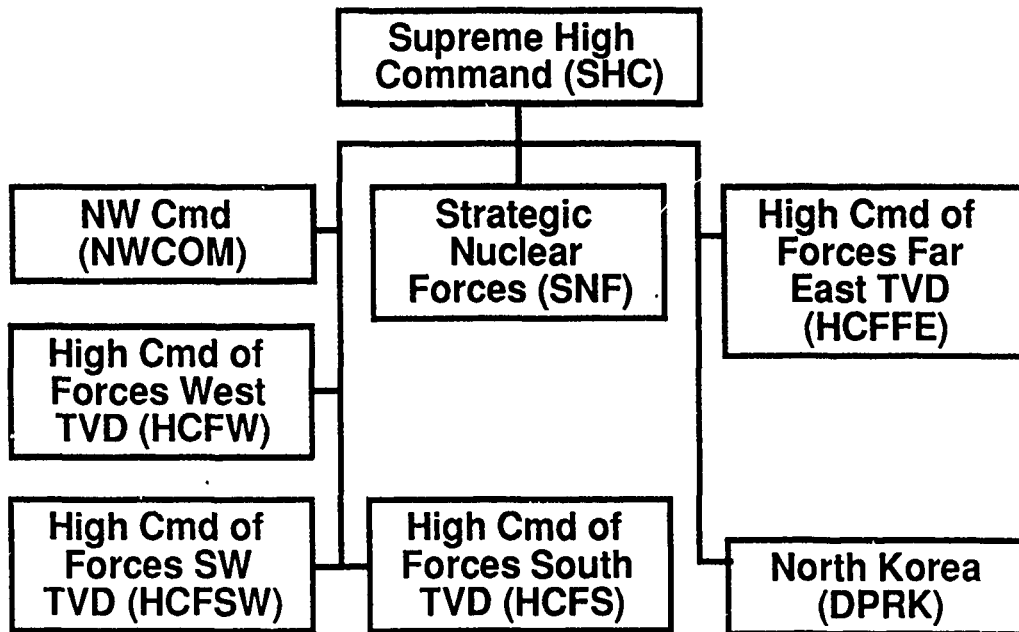 Supreme High
Command (SHC)
NW Cmd
(NWCOM)
Strategic
Nuclear
Forces (SNF)
High Cmd of
Forces Far
East TVD
(HCFFE)
High Cmd of
Forces West
TVD (HCFW)
High Cmd of
Forces SW
TVD (HCFSW)
High Cmd of
Forces South
TVD (HCFS)
North Korea
(DPRK)